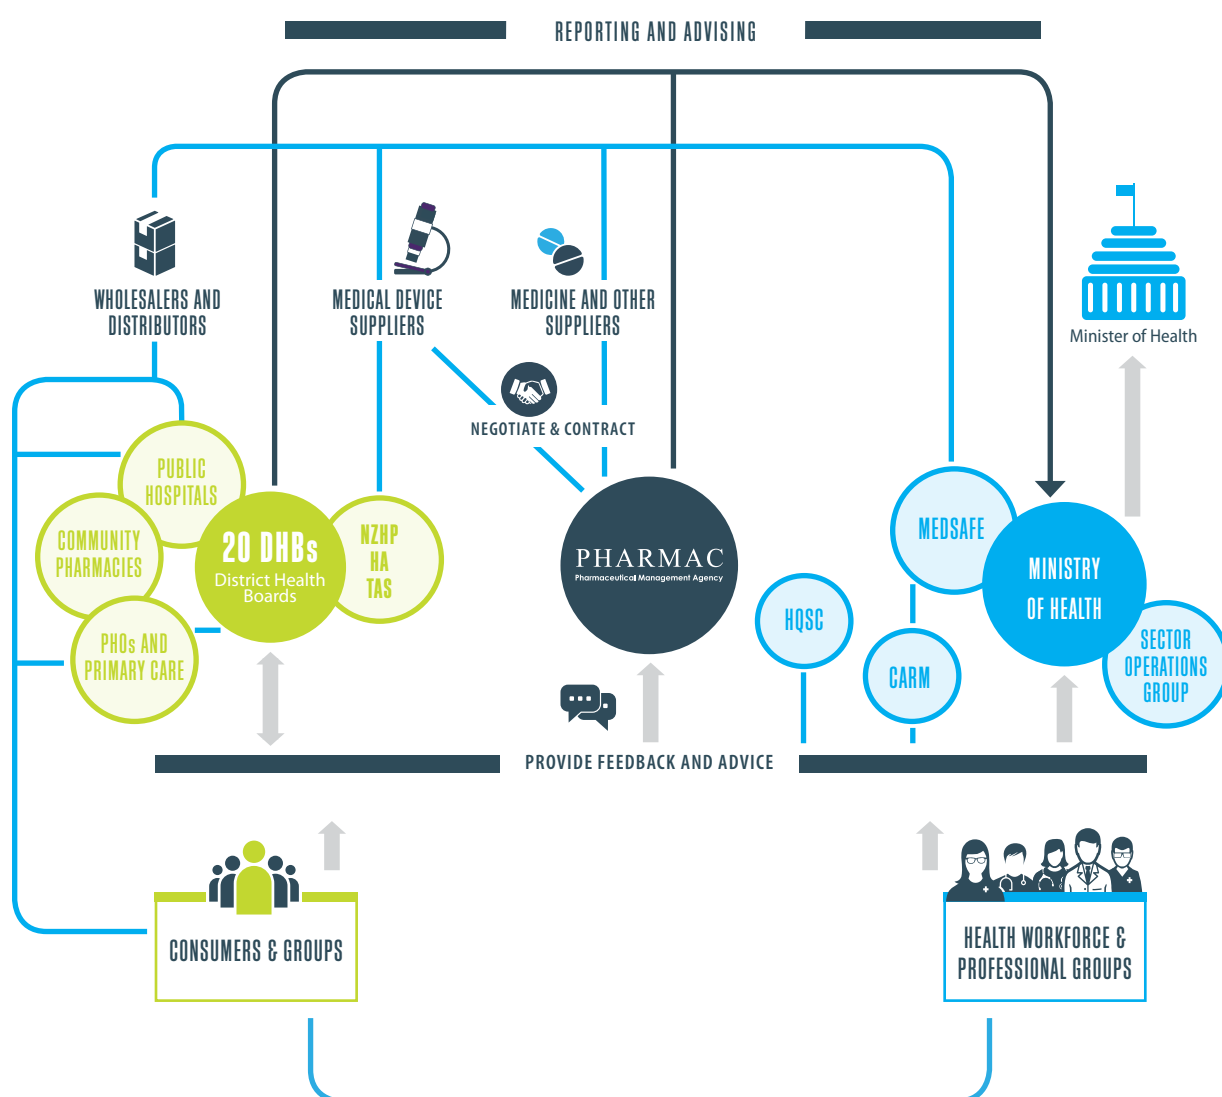 REPORTING AND ADVISING
WHOLESALERS AND
DISTRIBUTORS
MEDICAL DEVICE
SUPPLIERS
MEDICINE AND OTHER
SUPPLIERS
Minister of Health
NEGOTIATE & CONTRACT
PUBLIC
HOSPITALS
COMMUNITY
PHARMACIES
20 DHBs
District Health
Boards
NZHP
HA
TAS
PHOs AND
PRIMARY CARE
PHARMAC
Pharmaceutical Management Agency
HQSC
MEDSAFE
CARM
MINISTRY
OF HEALTH
SECTOR
OPERATIONS
GROUP
PROVIDE FEEDBACK AND ADVICE
CONSUMERS & GROUPS
HEALTH WORKFORCE &
PROFESSIONAL GROUPS